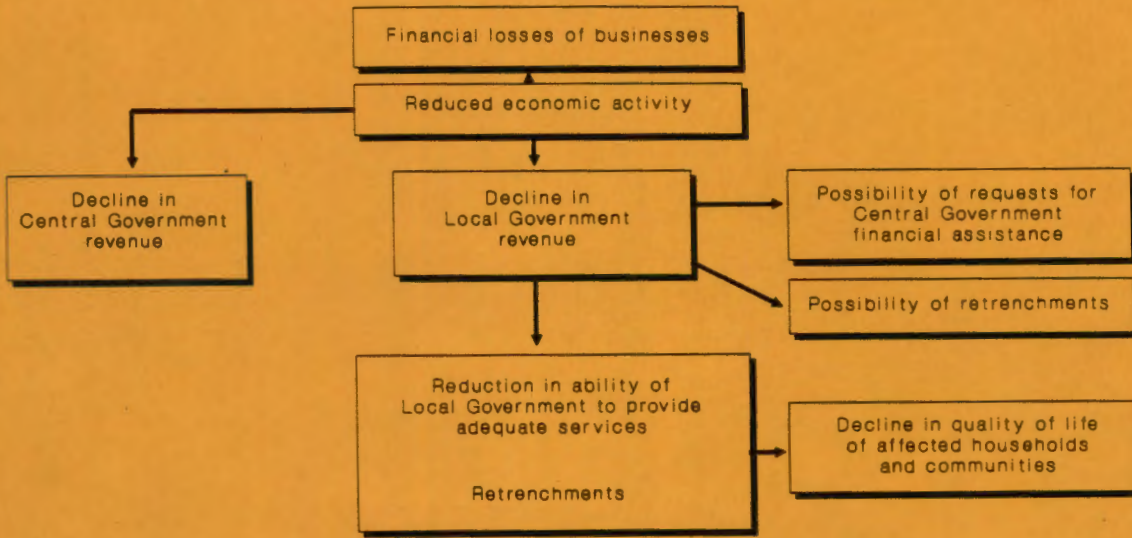 Financial losses of businesses
Reduced economic activity
Decline in
Central Government
revenue
Decline in
Local Government
revenue
Possibility of requests for
Central Government
financial assistance
Possibility of retrenchments
Reduction in ability of
Local Government to provide
adequate services
Retrenchments
Decline in quality of life
of affected households
and communities